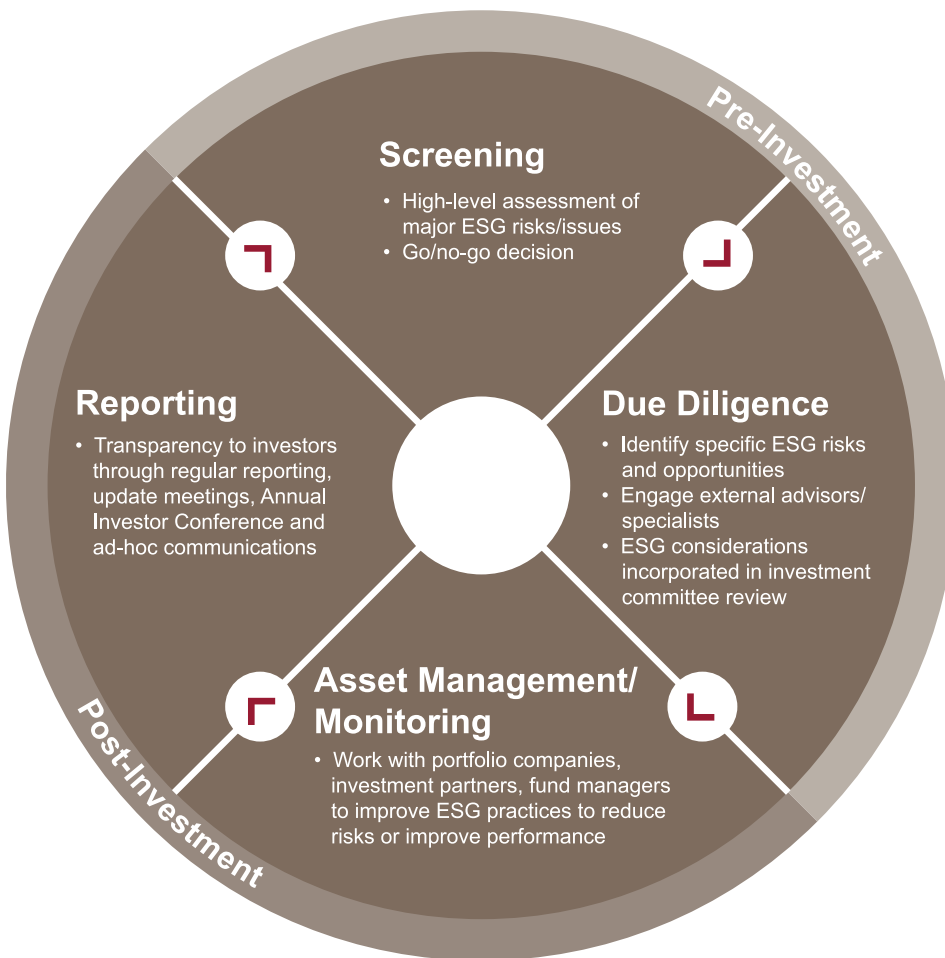 Pre-Investment
Screening
• High-level assessment of
major ESG risks/issues
• Go/no-go decision
Due Diligence
• Identify specific ESG risks
and opportunities
• Engage external advisors/
specialists
• ESG considerations
incorporated in investment
committee review
Asset Management/
Monitoring
• Work with portfolio companies,
investment partners, fund managers
to improve ESG practices to reduce
risks or improve performance
Reporting
• Transparency to investors
through regular reporting,
update meetings, Annual
Investor Conference and
ad-hoc communications
Post-Investment